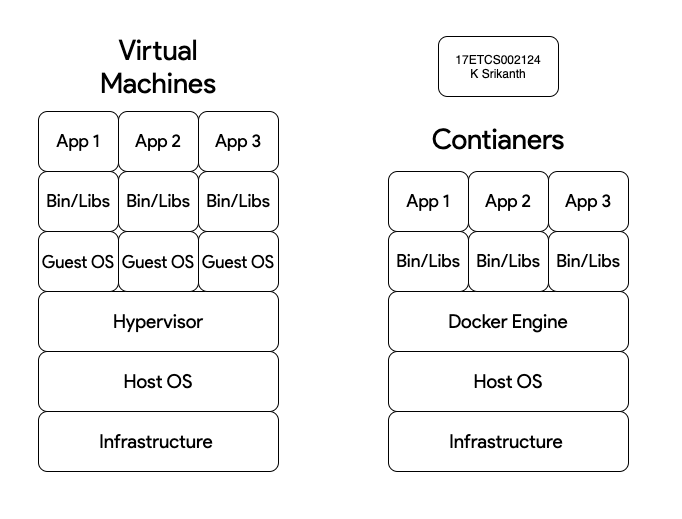 Virtual
Machines
App 1 App 2 App 3
Bin/Libs Bin/Libs Bin/Libs
Guest OS Guest OS Guest OS
Hypervisor
Host OS
Infrastructure
17ETCS002124
K Srikanth
Contianers
App 1 App 2 App 3
Bin/Libs Bin/Libs Bin/Libs
Docker Engine
Host OS
Infrastructure